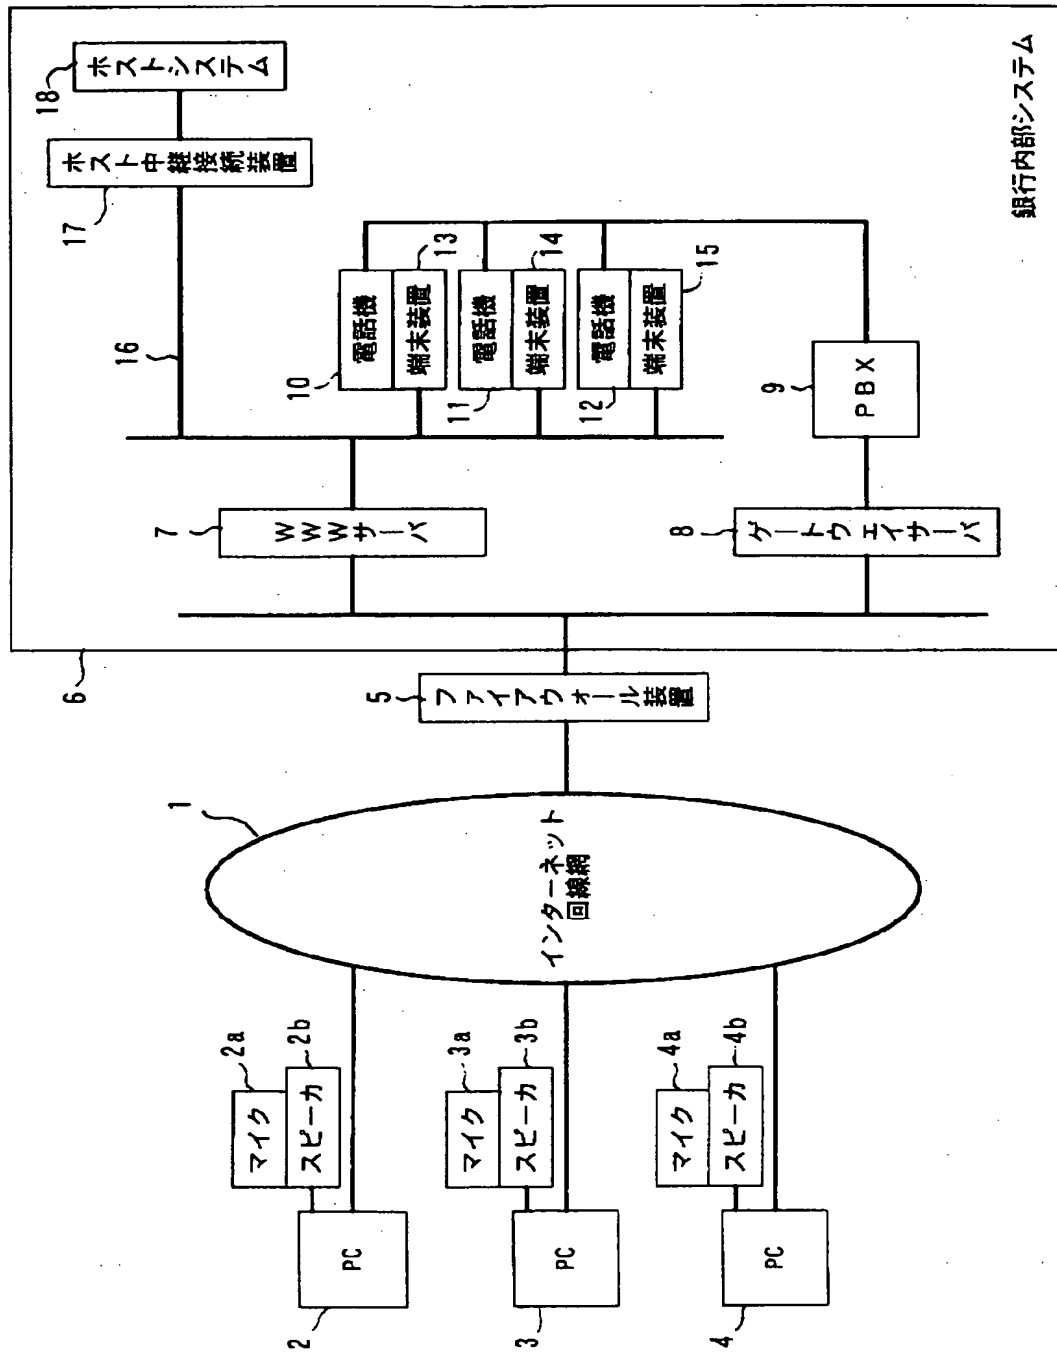 2
PC
マイク
2a
スピーカ
2b
3
PC
マイク
3a
スピーカ
3b
4
PC
マイク
4a
スピーカ
4b
1
インターネット
回線網
5
ファイアウォール装置
6
7
WWWサーバ
8
ゲートウエイサーバ
9
PBX
10
電話機
端末装置
13
11
電話機
端末装置
14
12
電話機
端末装置
15
16
17
ホスト中継接続装置
18
ホストシステム
銀行内部システム